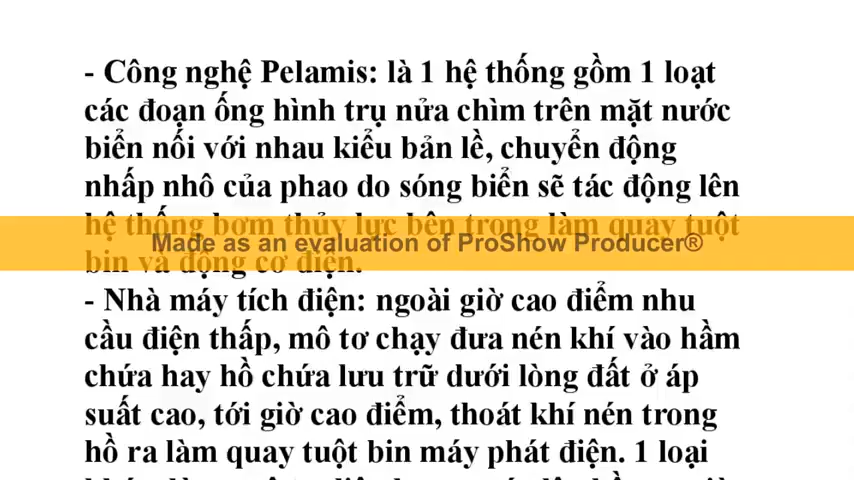 - Công nghệ Pelamis: là 1 hệ thống gồm 1 loạt
các đoạn ống hình trụ nửa chìm trên mặt nước
biển nối với nhau kiểu bản lề, chuyển động
nhấp nhô của phao do sóng biển sẽ tác động lên
hệ thống bơm thủy lực bên trong làm quay tuột
Made as an evaluation of ProShow Producer®
bin và động cơ điện.
- Nhà máy tích điện: ngoài giờ cao điểm nhu
cầu điện thấp, mô tơ chạy đưa nén khí vào hầm
chứa hay hồ chứa lưu trữ dưới lòng đất ở áp
suất cao, tới giờ cao điểm, thoát khí nén trong
hồ ra làm quay tuột bin máy phát điện. 1 loại